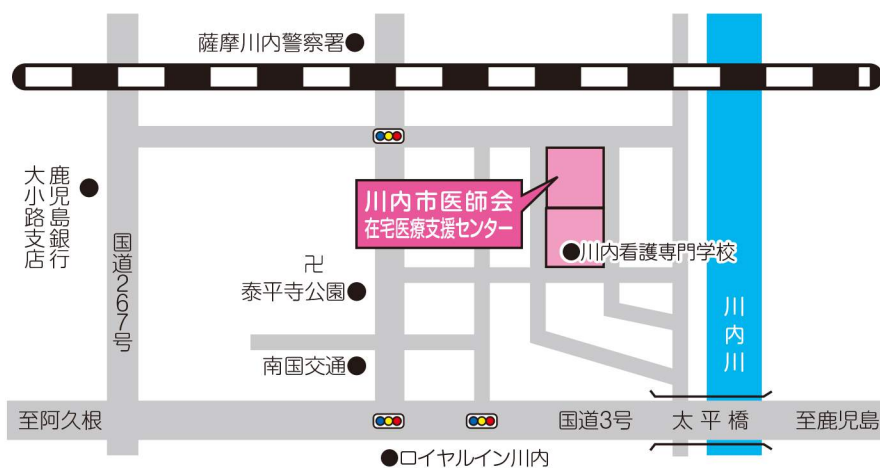 薩摩川内警察署
鹿児島銀行
大小路支店
国道267号
川内市医師会
在宅医療支援センター
川内看護専門学校
卍
泰平寺公園
川内川
南国交通
至阿久根
国道3号
太平橋
至鹿児島
ロイヤルイン川内